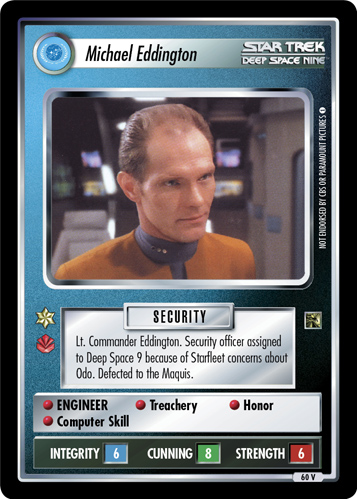 Michael Eddington
STAR TREK
DEEP SPACE NINE™
NOT ENDORSED BY CBS OR PARAMOUNT PICTURES
SECURITY
Lt. Commander Eddington. Security officer assigned
to Deep Space 9 because of Starfleet concerns about
Odo. Defected to the Maquis.
ENGINEER Treachery Honor
Computer Skill
INTEGRITY 6 CUNNING 8 STRENGTH 6
60 V